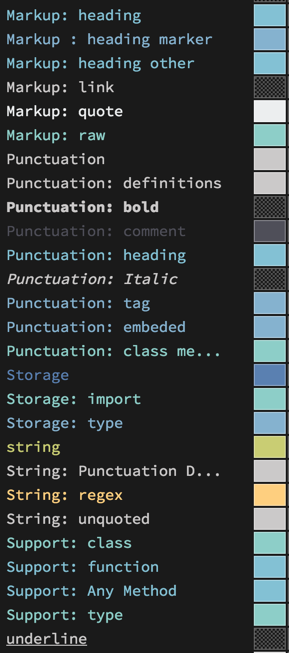 Markup: heading
Markup : heading marker
Markup: heading other
Markup: link
Markup: quote
Markup: raw
Punctuation
Punctuation: definitions
Punctuation: bold
Punctuation: comment
Punctuation: heading
Punctuation: Italic
Punctuation: tag
Punctuation: embeded
Punctuation: class me...
Storage
Storage: import
Storage: type
string
String: Punctuation D...
String: regex
String: unquoted
Support: class
Support: function
Support: Any Method
Support: type
underline